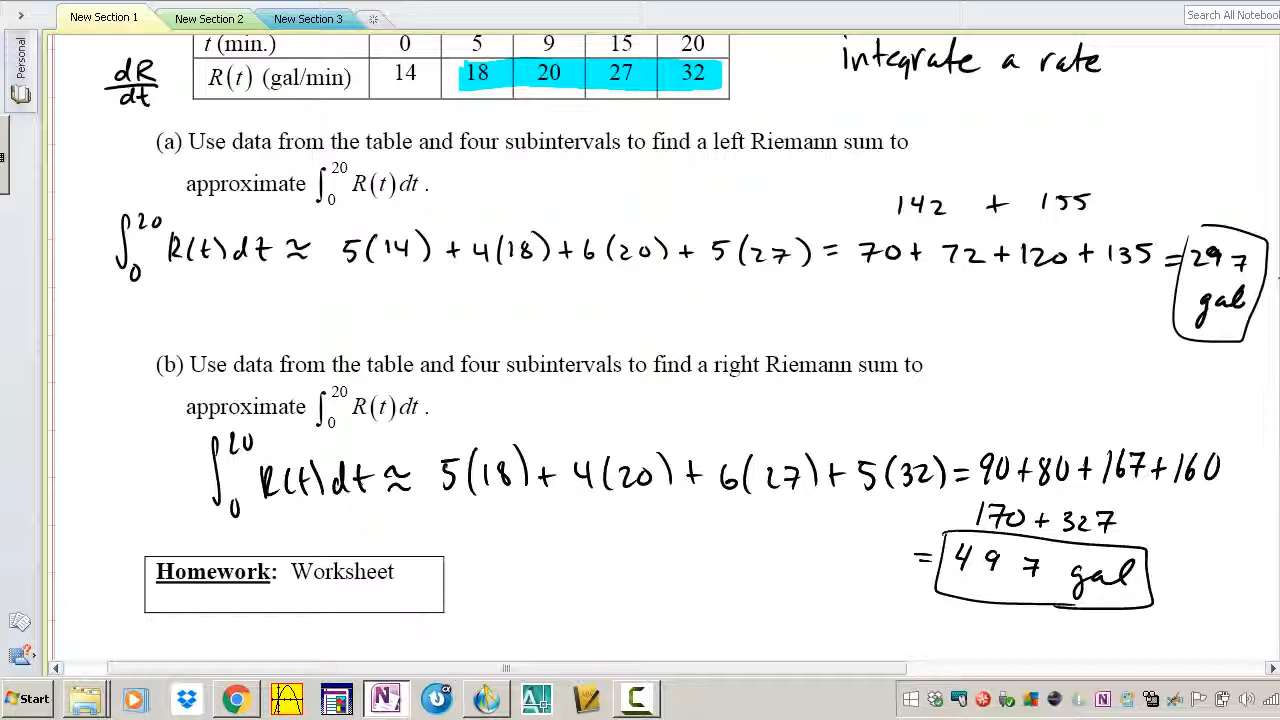 New Section 1 New Section 2 New Section 3 Search All Notebo
Personal
t (min.) 0 5 9 15 20
R(t) (gal/min) 14 18 20 27 32
dR/dt
integrate a rate
(a) Use data from the table and four subintervals to find a left Riemann sum to
approximate ∫₀²⁰ R(t) dt .
142 + 155
∫₀²⁰ R(t)dt ≈ 5(14) + 4(18) + 6(20) + 5(27) = 70 + 72 + 120 + 135 = 297
gal
(b) Use data from the table and four subintervals to find a right Riemann sum to
approximate ∫₀²⁰ R(t) dt .
∫₀²⁰ R(t)dt ≈ 5(18) + 4(20) + 6(27) + 5(32) = 90 + 80 + 167 + 160
170 + 327
= 497 gal
Homework: Worksheet
Start